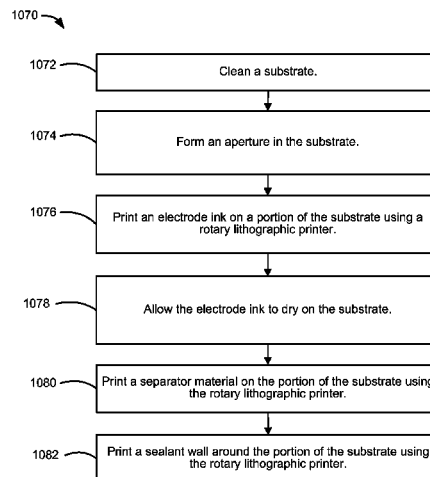 1070
1072
Clean a substrate.
1074
Form an aperture in the substrate.
1076
Print an electrode ink on a portion of the substrate using a
rotary lithographic printer.
1078
Allow the electrode ink to dry on the substrate.
1080
Print a separator material on the portion of the substrate using
the rotary lithographic printer.
1082
Print a sealant wall around the portion of the substrate using
the rotary lithographic printer.